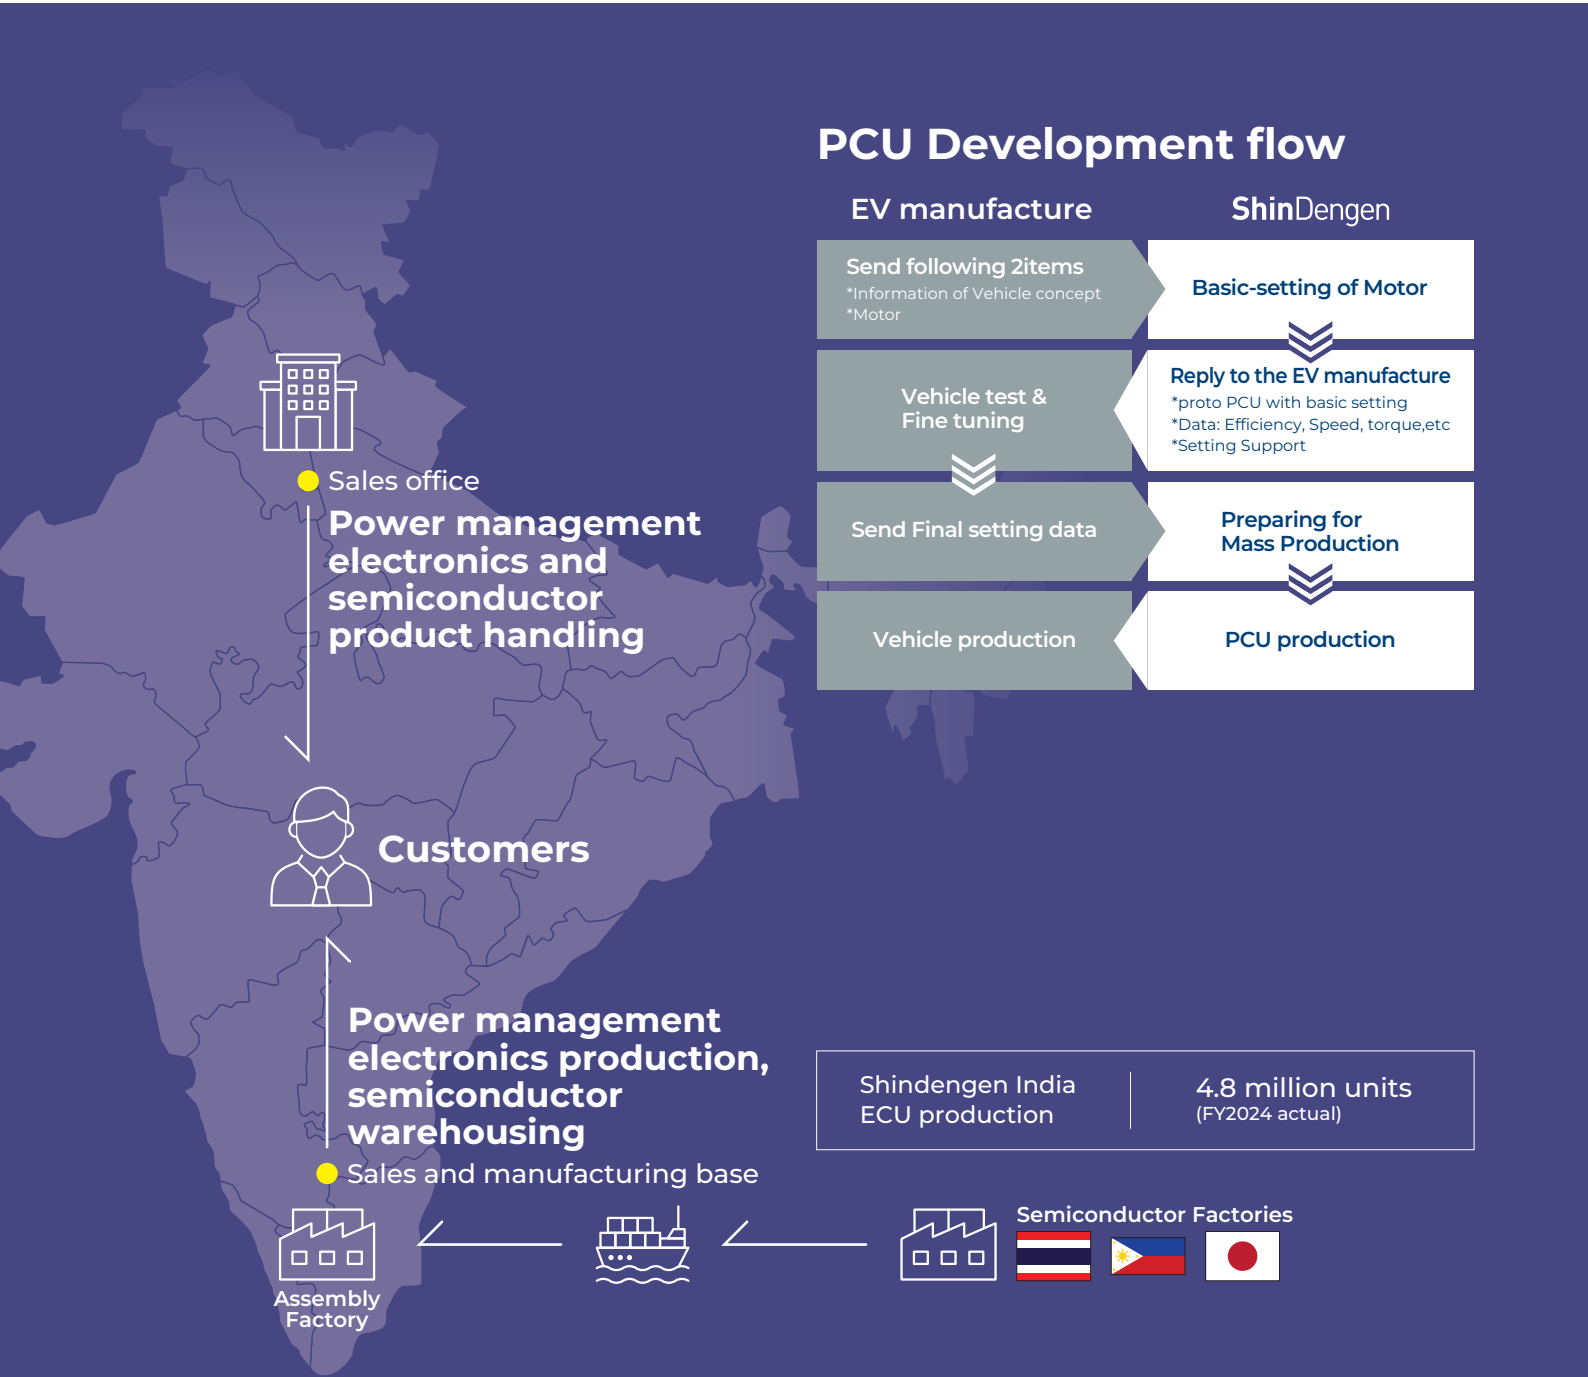 PCU Development flow
EV manufacture
ShinDengen
Send following 2items
*Information of Vehicle concept
*Motor
Basic-setting of Motor
Vehicle test &
Fine tuning
Reply to the EV manufacture
*proto PCU with basic setting
*Data: Efficiency, Speed, torque,etc
*Setting Support
Send Final setting data
Preparing for
Mass Production
Vehicle production
PCU production
Sales office
Power management
electronics and
semiconductor
product handling
Customers
Power management
electronics production,
semiconductor
warehousing
Sales and manufacturing base
Assembly
Factory
Shindengen India
ECU production
4.8 million units
(FY2024 actual)
Semiconductor Factories